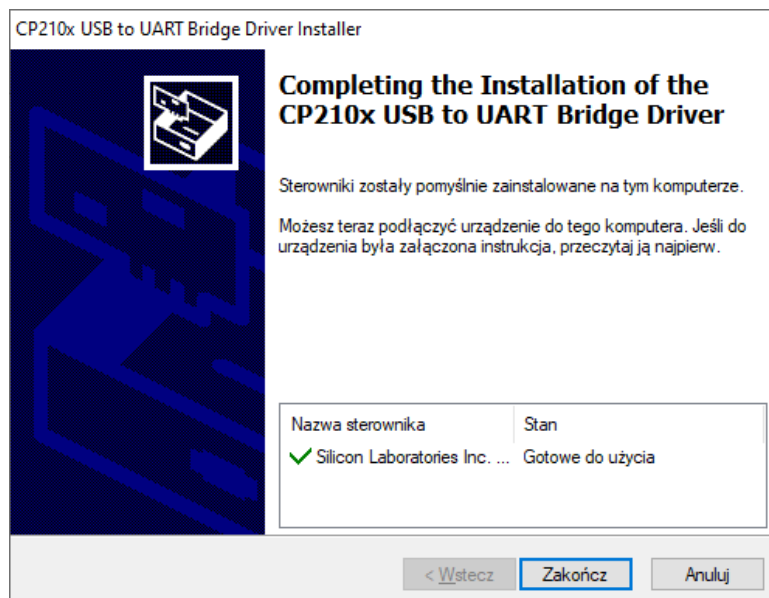 CP210x USB to UART Bridge Driver Installer
Completing the Installation of the
CP210x USB to UART Bridge Driver
Sterowniki zostały pomyślnie zainstalowane na tym komputerze.
Możesz teraz podłączyć urządzenie do tego komputera. Jeśli do
urządzenia była załączona instrukcja, przeczytaj ją najpierw.
Nazwa sterownika Stan
Silicon Laboratories Inc. ... Gotowe do użycia
< Wstecz Zakończ Anuluj